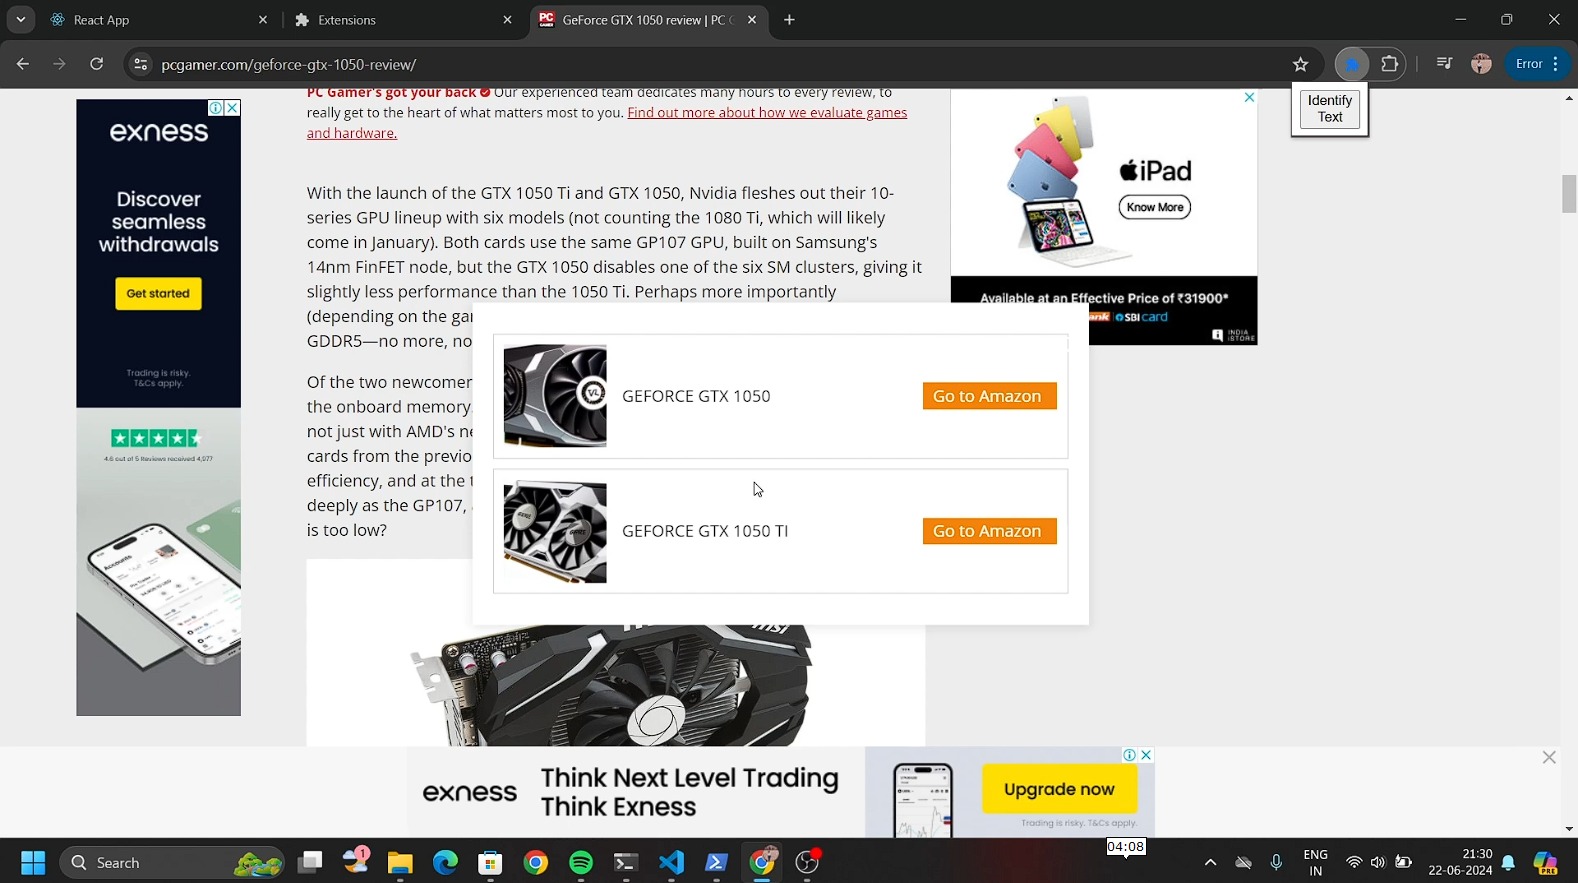 React App
Extensions
GeForce GTX 1050 review | PC G
pcgamer.com/geforce-gtx-1050-review/
Error
Identify
Text
PC Gamer's got your back Our experienced team dedicates many hours to every review, to
really get to the heart of what matters most to you. Find out more about how we evaluate games
and hardware.
With the launch of the GTX 1050 Ti and GTX 1050, Nvidia fleshes out their 10-
series GPU lineup with six models (not counting the 1080 Ti, which will likely
come in January). Both cards use the same GP107 GPU, built on Samsung's
14nm FinFET node, but the GTX 1050 disables one of the six SM clusters, giving it
slightly less performance than the 1050 Ti. Perhaps more importantly
(depending on the gar
GDDR5—no more, no
Of the two newcomer
the onboard memory.
not just with AMD's ne
cards from the previo
efficiency, and at the t
deeply as the GP107,
is too low?
GEFORCE GTX 1050
Go to Amazon
GEFORCE GTX 1050 TI
Go to Amazon
exness
Discover
seamless
withdrawals
Get started
Trading is risky.
T&Cs apply.
4.6 out of 5 Reviews received 4,977
iPad
Know More
Available at an Effective Price of ₹31900*
SBI card
INDIA
iSTORE
exness
Think Next Level Trading
Think Exness
Upgrade now
Trading is risky. T&Cs apply.
04:08
Search
1
ENG
IN
21:30
22-06-2024
PRE